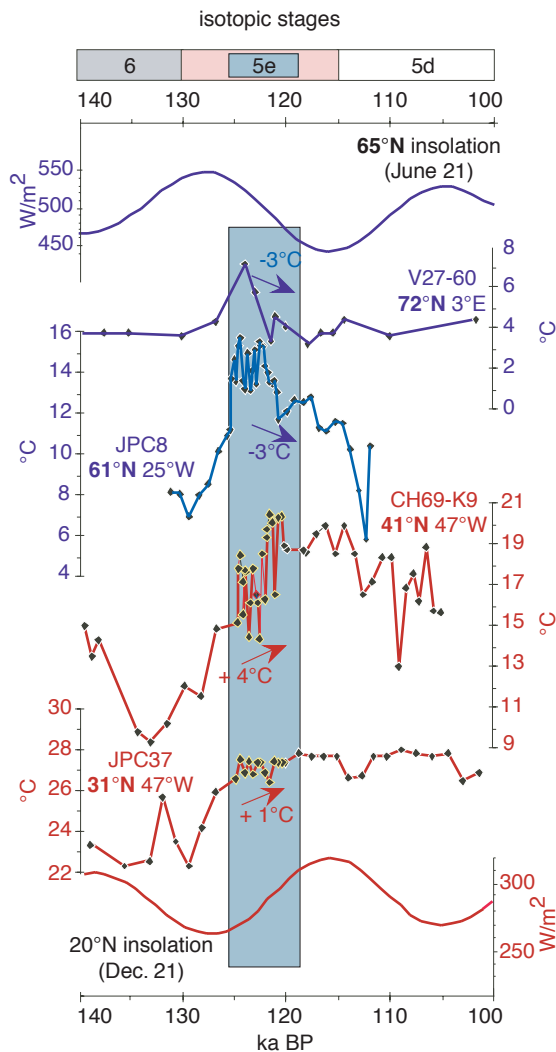 isotopic stages
6 5e 5d
140 130 120 110 100
65°N insolation
(June 21)
W/m2
550
500
450
-3°C
V27-60
72°N 3°E
8
6
4
2
0
°C
16
14
12
10
8
6
4
°C
JPC8
61°N 25°W
-3°C
CH69-K9
41°N 47°W
21
19
17
15
13
11
9
°C
+ 4°C
30
28
26
24
22
°C
JPC37
31°N 47°W
+ 1°C
20°N insolation
(Dec. 21)
300
250
W/m2
140 130 120 110 100
ka BP